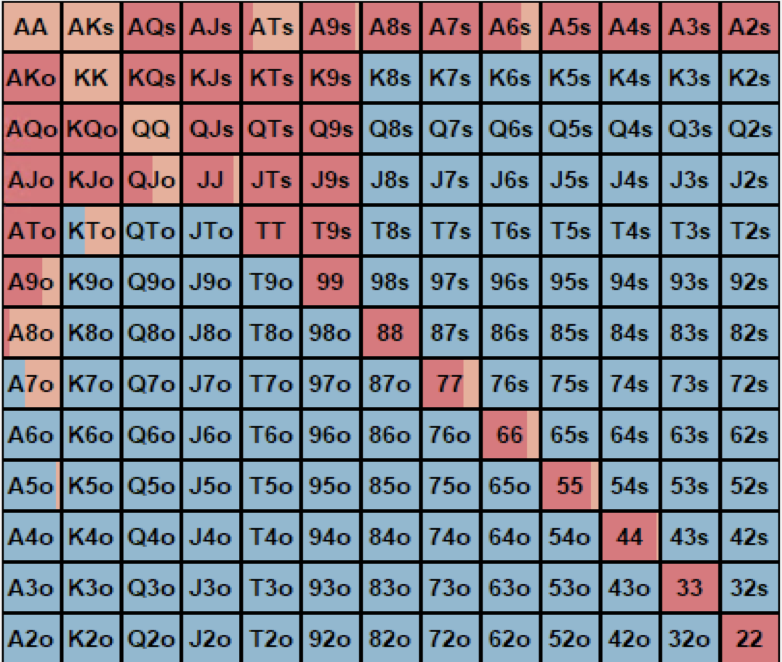 AA AKs AQs AJs ATs A9s A8s A7s A6s A5s A4s A3s A2s
AKo KK KQs KJs KTs K9s K8s K7s K6s K5s K4s K3s K2s
AQo KQo QQ QJs QTs Q9s Q8s Q7s Q6s Q5s Q4s Q3s Q2s
AJo KJo QJo JJ JTs J9s J8s J7s J6s J5s J4s J3s J2s
ATo KTo QTo JTo TT T9s T8s T7s T6s T5s T4s T3s T2s
A9o K9o Q9o J9o T9o 99 98s 97s 96s 95s 94s 93s 92s
A8o K8o Q8o J8o T8o 98o 88 87s 86s 85s 84s 83s 82s
A7o K7o Q7o J7o T7o 97o 87o 77 76s 75s 74s 73s 72s
A6o K6o Q6o J6o T6o 96o 86o 76o 66 65s 64s 63s 62s
A5o K5o Q5o J5o T5o 95o 85o 75o 65o 55 54s 53s 52s
A4o K4o Q4o J4o T4o 94o 84o 74o 64o 54o 44 43s 42s
A3o K3o Q3o J3o T3o 93o 83o 73o 63o 53o 43o 33 32s
A2o K2o Q2o J2o T2o 92o 82o 72o 62o 52o 42o 32o 22